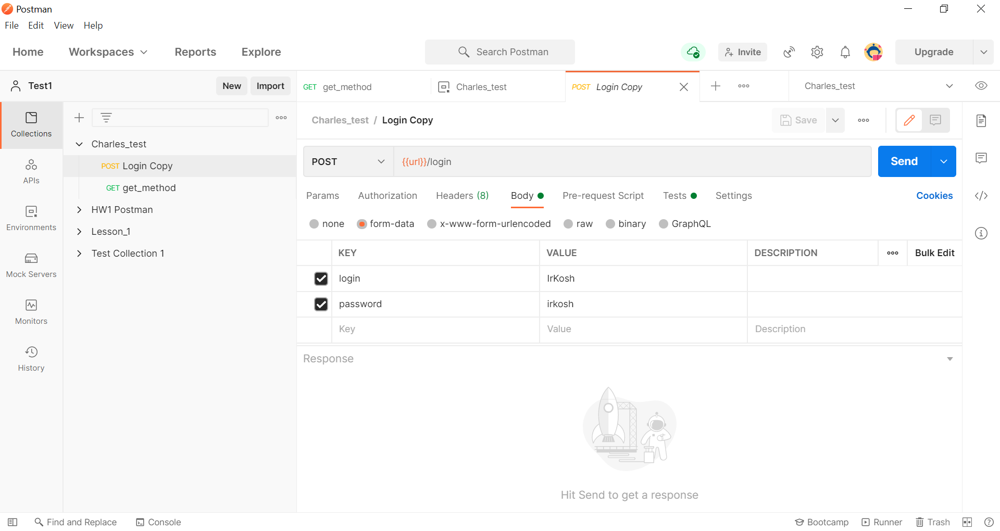 Postman
File Edit View Help
Home Workspaces Reports Explore Search Postman Invite Upgrade
Test1 New Import GET get_method Charles_test POST Login Copy Charles_test
Collections
APIs
Environments
Mock Servers
Monitors
History
Charles_test
POST Login Copy
GET get_method
HW1 Postman
Lesson_1
Test Collection 1
Charles_test / Login Copy Save
POST {{url}}/login Send
Params Authorization Headers (8) Body Pre-request Script Tests Settings Cookies
none form-data x-www-form-urlencoded raw binary GraphQL
KEY VALUE DESCRIPTION Bulk Edit
login IrKosh
password irkosh
Key Value Description
Response
Hit Send to get a response
Find and Replace Console Bootcamp Runner Trash